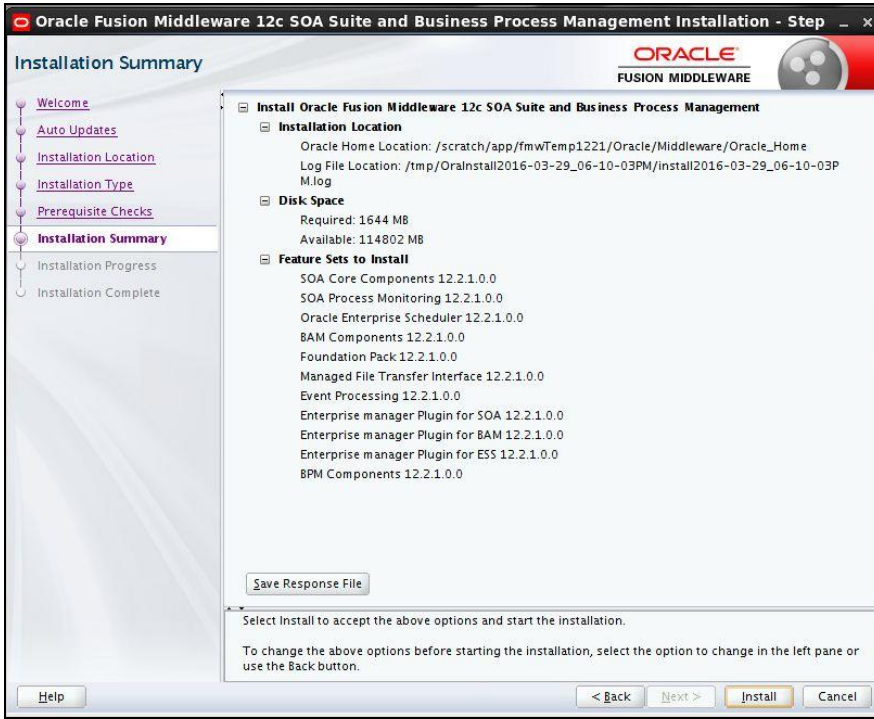 Oracle Fusion Middleware 12c SOA Suite and Business Process Management Installation - Step
Installation Summary
ORACLE
FUSION MIDDLEWARE
Welcome
Auto Updates
Installation Location
Installation Type
Prerequisite Checks
Installation Summary
Installation Progress
Installation Complete
Install Oracle Fusion Middleware 12c SOA Suite and Business Process Management
Installation Location
Oracle Home Location: /scratch/app/fmwTemp1221/Oracle/Middleware/Oracle_Home
Log File Location: /tmp/OraInstall2016-03-29_06-10-03PM/install2016-03-29_06-10-03P
M.log
Disk Space
Required: 1644 MB
Available: 114802 MB
Feature Sets to Install
SOA Core Components 12.2.1.0.0
SOA Process Monitoring 12.2.1.0.0
Oracle Enterprise Scheduler 12.2.1.0.0
BAM Components 12.2.1.0.0
Foundation Pack 12.2.1.0.0
Managed File Transfer Interface 12.2.1.0.0
Event Processing 12.2.1.0.0
Enterprise manager Plugin for SOA 12.2.1.0.0
Enterprise manager Plugin for BAM 12.2.1.0.0
Enterprise manager Plugin for ESS 12.2.1.0.0
BPM Components 12.2.1.0.0
Save Response File
Select Install to accept the above options and start the installation.
To change the above options before starting the installation, select the option to change in the left pane or
use the Back button.
Help
< Back
Next >
Install
Cancel